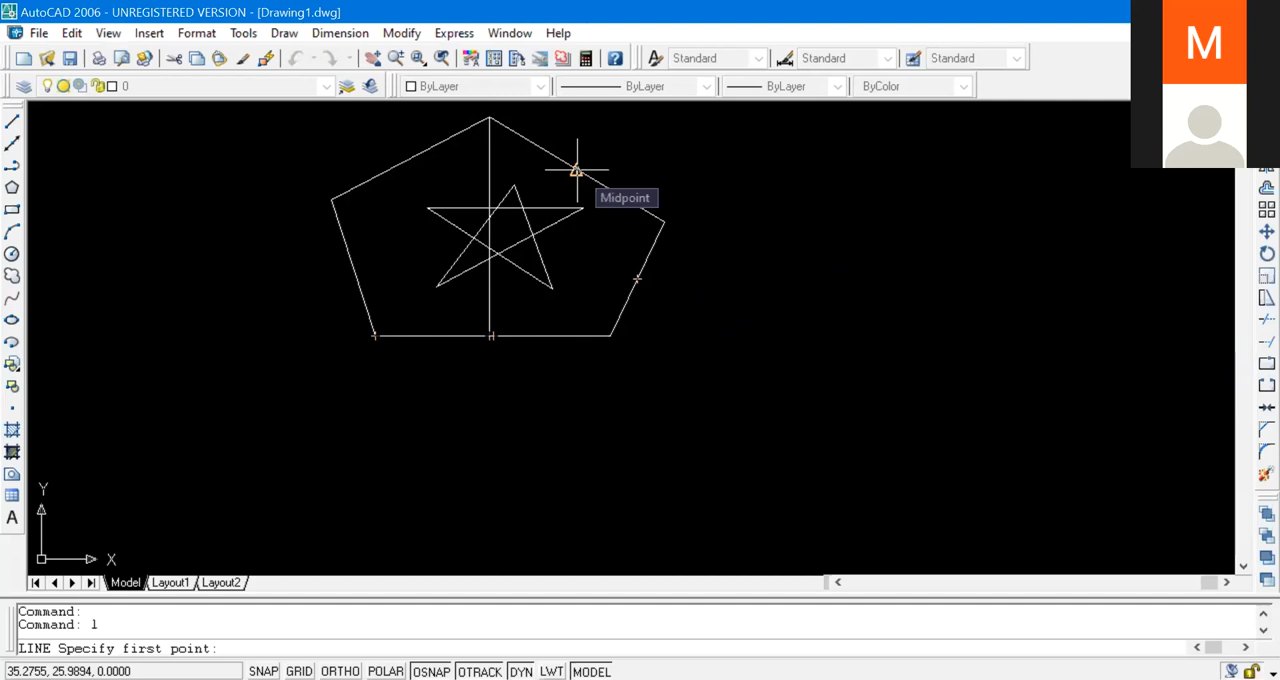 AutoCAD 2006 - UNREGISTERED VERSION - [Drawing1.dwg]
M
File Edit View Insert Format Tools Draw Dimension Modify Express Window Help
A Standard Standard Standard
0 ByLayer ByLayer ByLayer ByColor
Midpoint
A
Y
X
Model Layout1 Layout2
Command:
Command: l
LINE Specify first point:
35.2755, 25.9894, 0.0000 SNAP GRID ORTHO POLAR OSNAP OTRACK DYN LWT MODEL